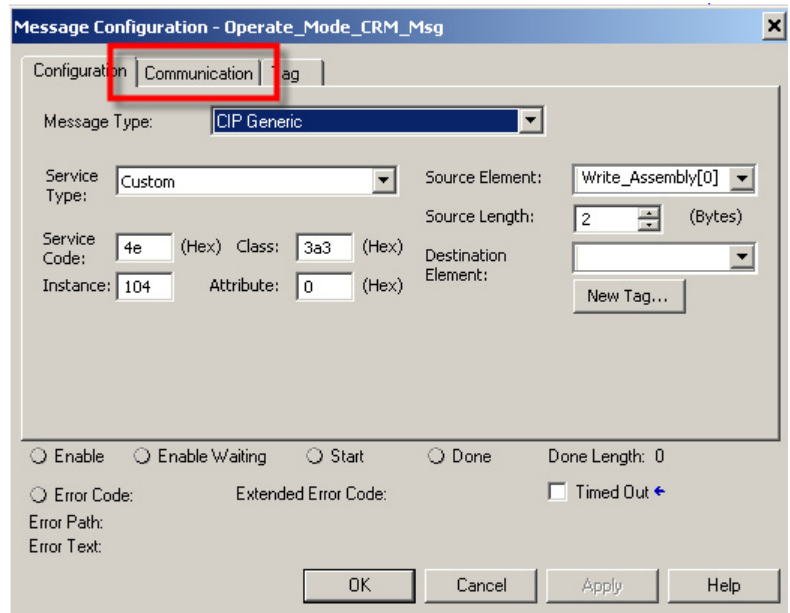 Message Configuration - Operate_Mode_CRM_Msg
Configuration Communication Tag
Message Type: CIP Generic
Service Type: Custom
Source Element: Write_Assembly[0]
Source Length: 2 (Bytes)
Service Code: 4e (Hex) Class: 3a3 (Hex)
Destination Element:
Instance: 104 Attribute: 0 (Hex)
New Tag...
Enable Enable Waiting Start Done Done Length: 0
Error Code: Extended Error Code: Timed Out
Error Path:
Error Text:
OK Cancel Apply Help